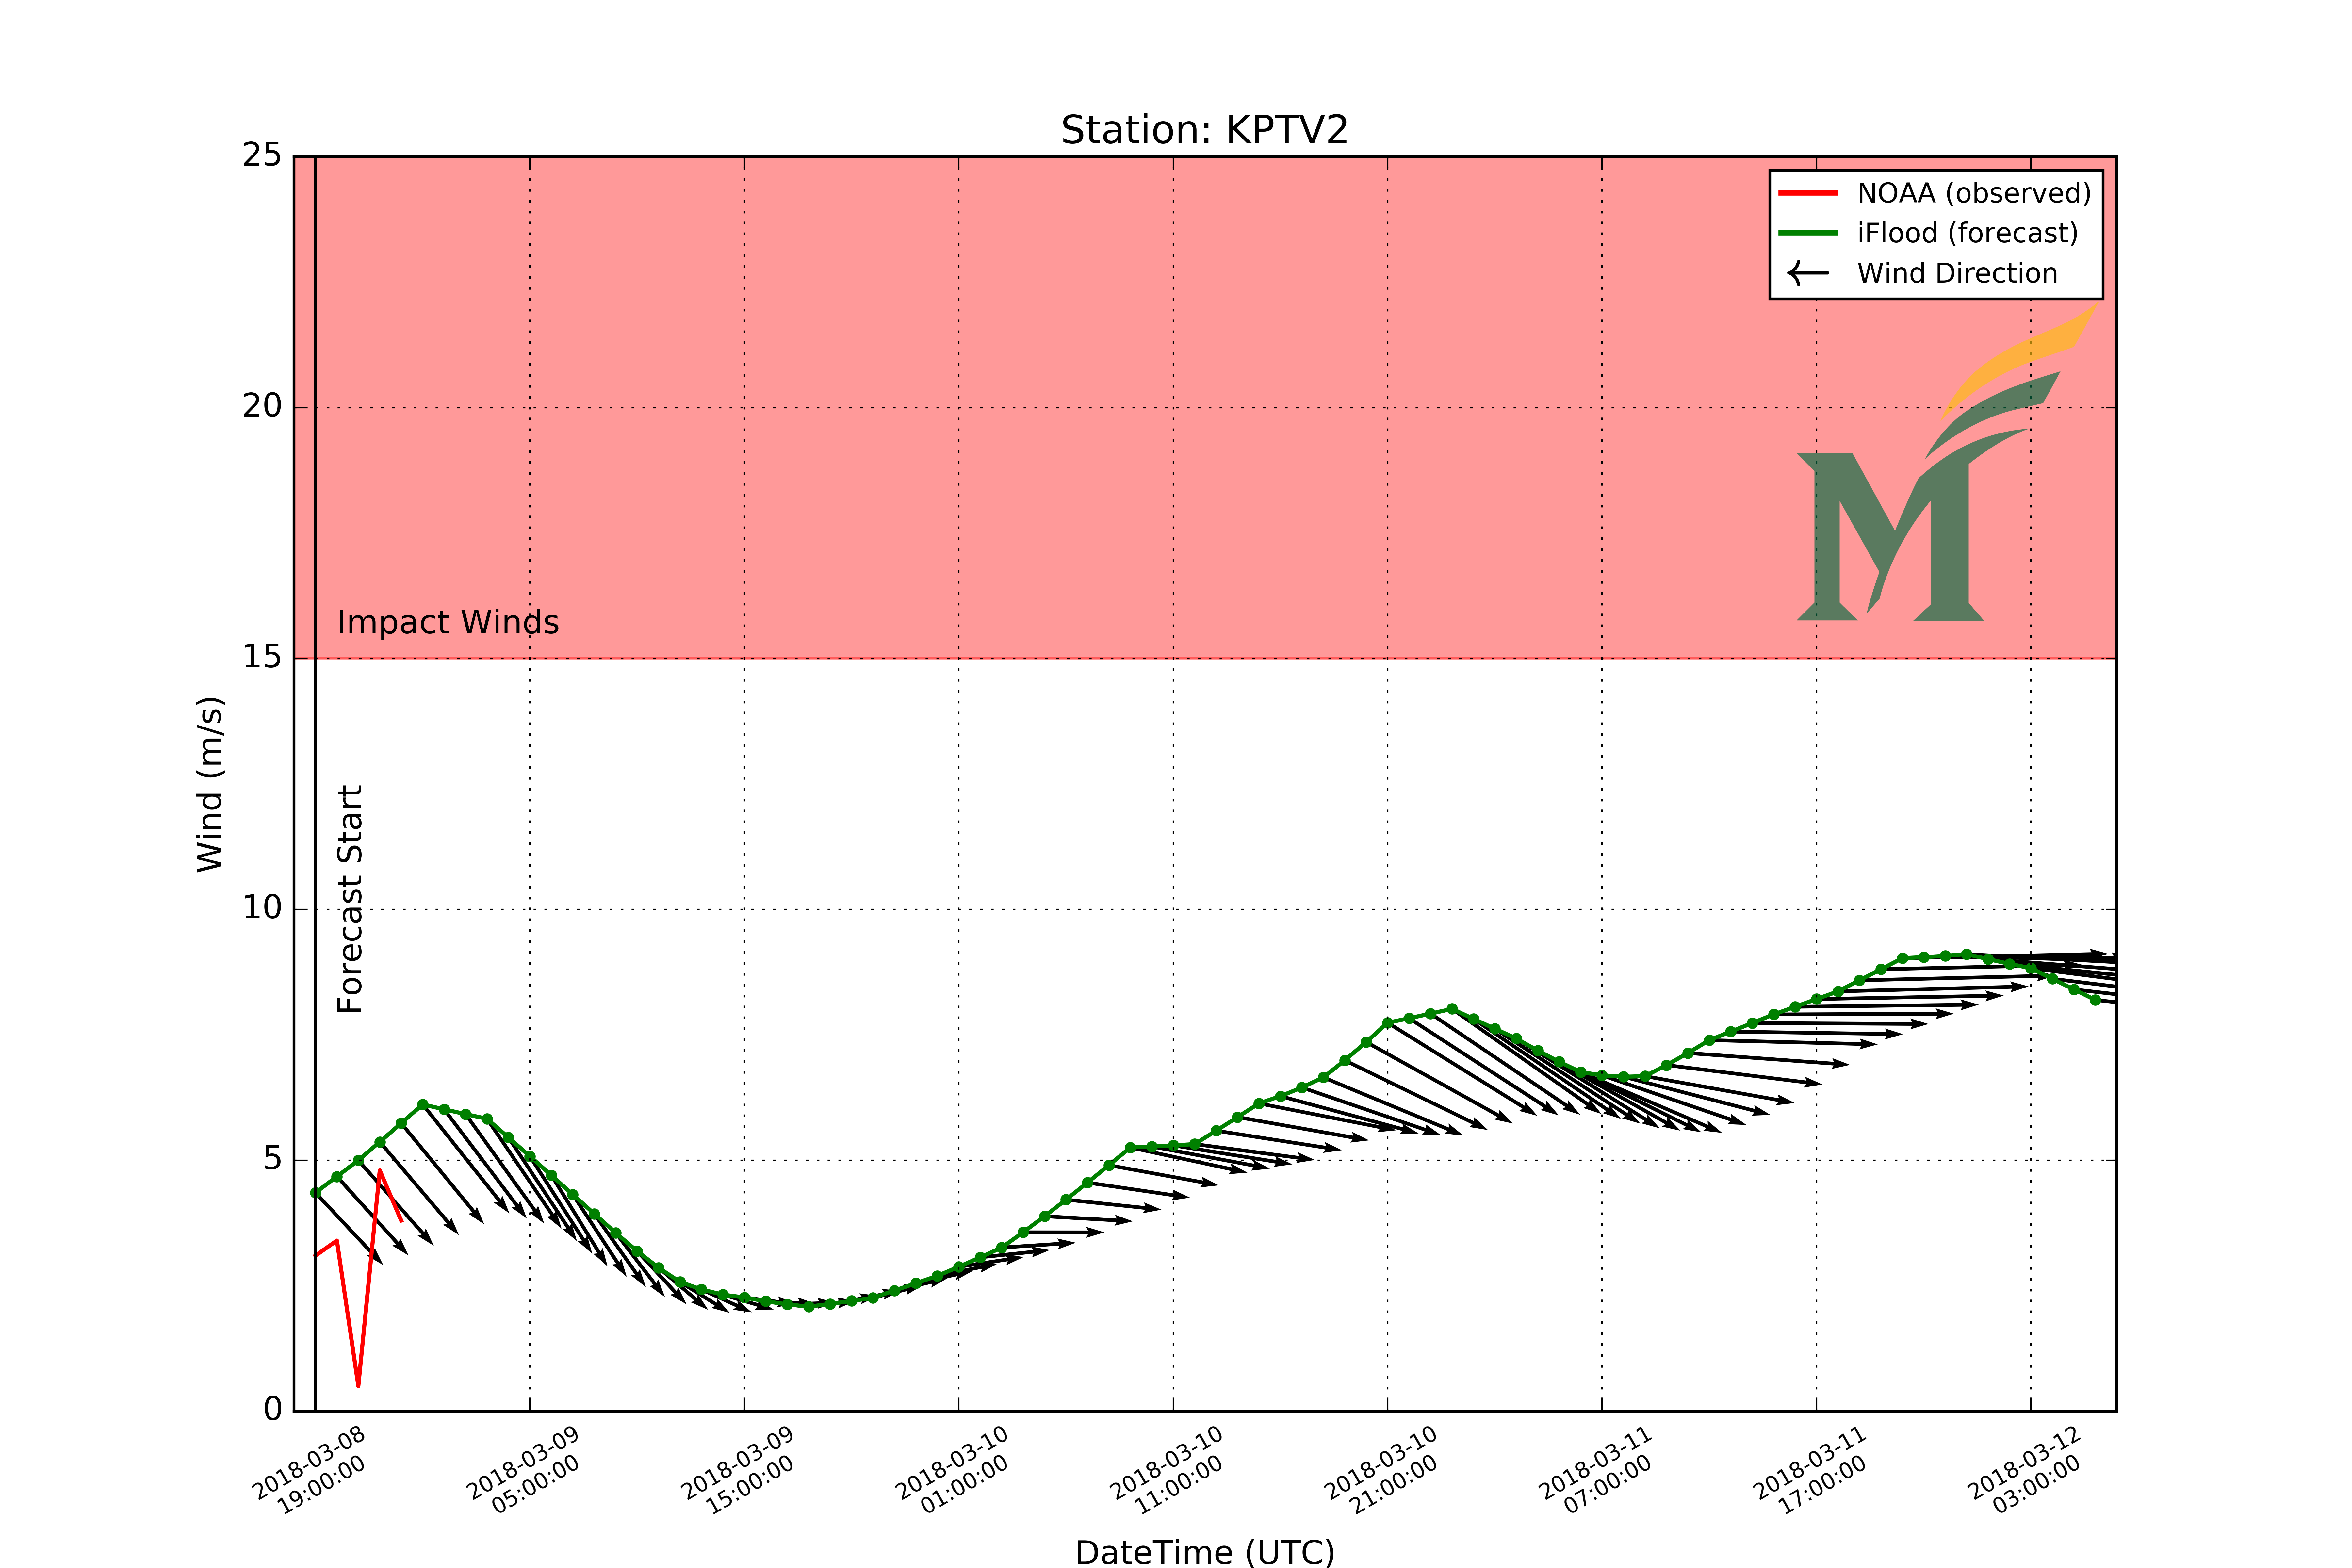 Station: KPTV2
25
20
15
10
5
0
Wind (m/s)
NOAA (observed)
iFlood (forecast)
Wind Direction
M
Impact Winds
Forecast Start
2018-03-08
19:00:00
2018-03-09
05:00:00
2018-03-09
15:00:00
2018-03-10
01:00:00
2018-03-10
11:00:00
2018-03-10
21:00:00
2018-03-11
07:00:00
2018-03-11
17:00:00
2018-03-12
03:00:00
DateTime (UTC)